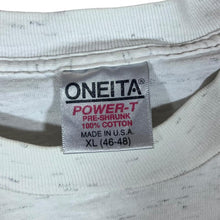 ONEITA®
POWER-T
PRE-SHRUNK
100% COTTON
MADE IN U.S.A.
XL (46-48)